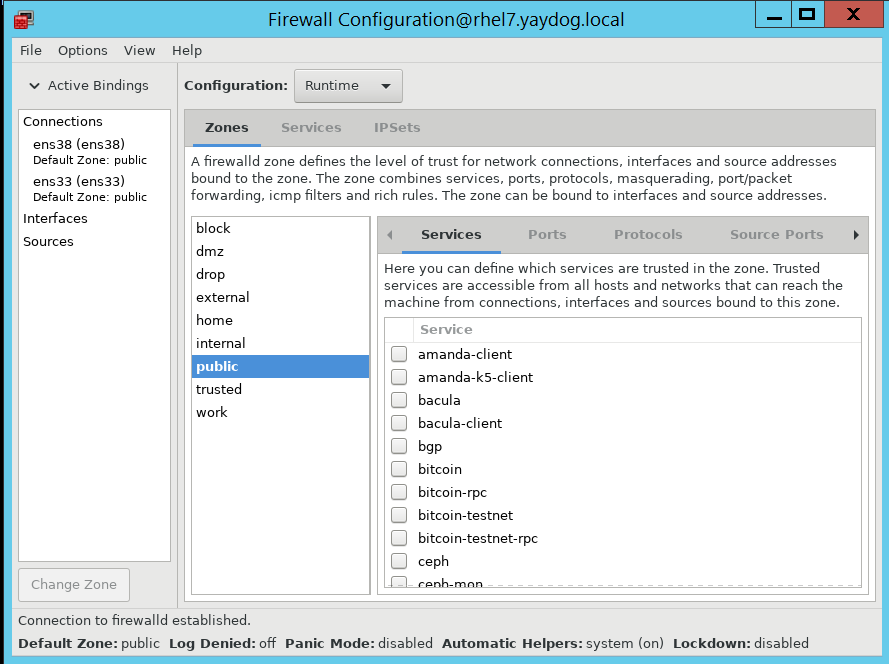 Firewall Configuration@rhel7.yaydog.local
File Options View Help
Active Bindings
Configuration: Runtime
Connections
ens38 (ens38)
Default Zone: public
ens33 (ens33)
Default Zone: public
Interfaces
Sources
Change Zone
Zones Services IPSets
A firewalld zone defines the level of trust for network connections, interfaces and source addresses
bound to the zone. The zone combines services, ports, protocols, masquerading, port/packet
forwarding, icmp filters and rich rules. The zone can be bound to interfaces and source addresses.
block
dmz
drop
external
home
internal
public
trusted
work
Services Ports Protocols Source Ports
Here you can define which services are trusted in the zone. Trusted
services are accessible from all hosts and networks that can reach the
machine from connections, interfaces and sources bound to this zone.
Service
amanda-client
amanda-k5-client
bacula
bacula-client
bgp
bitcoin
bitcoin-rpc
bitcoin-testnet
bitcoin-testnet-rpc
ceph
ceph-mon
Connection to firewalld established.
Default Zone: public Log Denied: off Panic Mode: disabled Automatic Helpers: system (on) Lockdown: disabled